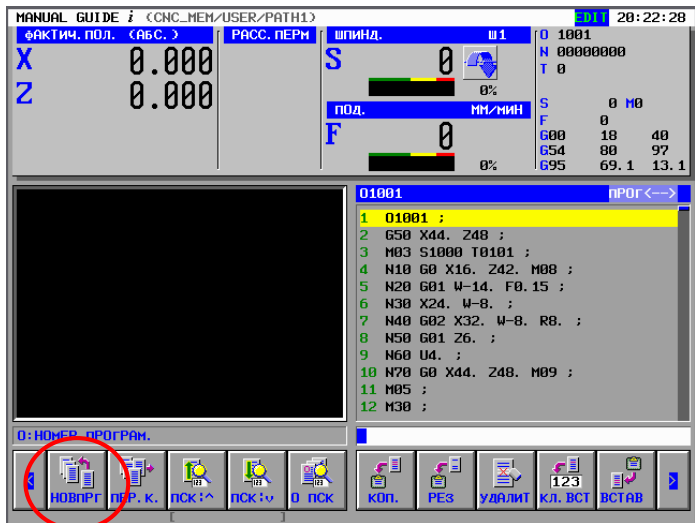 MANUAL GUIDE i (CNC_MEM/USER/PATH1) EDIT 20:22:28
ФАКТИЧ. ПОЛ. (АБС.) РАСС. ПЕРМ ШПИНД. Ш1 O 1001
X 0.000 S 0 N 00000000
Z 0.000 0% T 0
ПОД. ММ/МИН S 0 M0
F 0 F 0
G00 18 40
G54 80 97
0% G95 69.1 13.1
O1001 ПРОГ<-->
1 O1001 ;
2 G50 X44. Z48 ;
3 M03 S1000 T0101 ;
4 N10 G0 X16. Z42. M08 ;
5 N20 G01 W-14. F0.15 ;
6 N30 X24. W-8. ;
7 N40 G02 X32. W-8. R8. ;
8 N50 G01 Z6. ;
9 N60 U4. ;
10 N70 G0 X44. Z48. M09 ;
11 M05 ;
12 M30 ;
O:НОМЕР ПРОГРАМ.
< НОВПРГ ПЕР.К. ПСК:^ ПСК:v О ПСК КОП. РЕЗ УДАЛИТ КЛ.ВСТ ВСТАВ >
123
[ ]